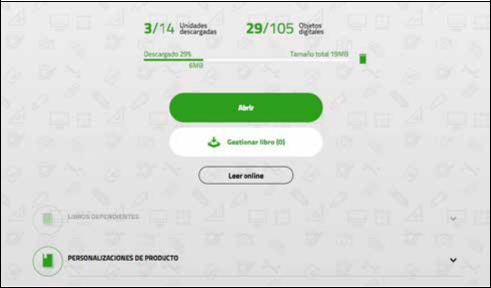 3/14 Unidades descargadas
29/105 Objetos digitales
Descargado 29% Tamaño total 19MB
6MB
Abrir
Gestionar libro (0)
Leer online
LIBROS DEPENDIENTES
PERSONALIZACIONES DE PRODUCTO